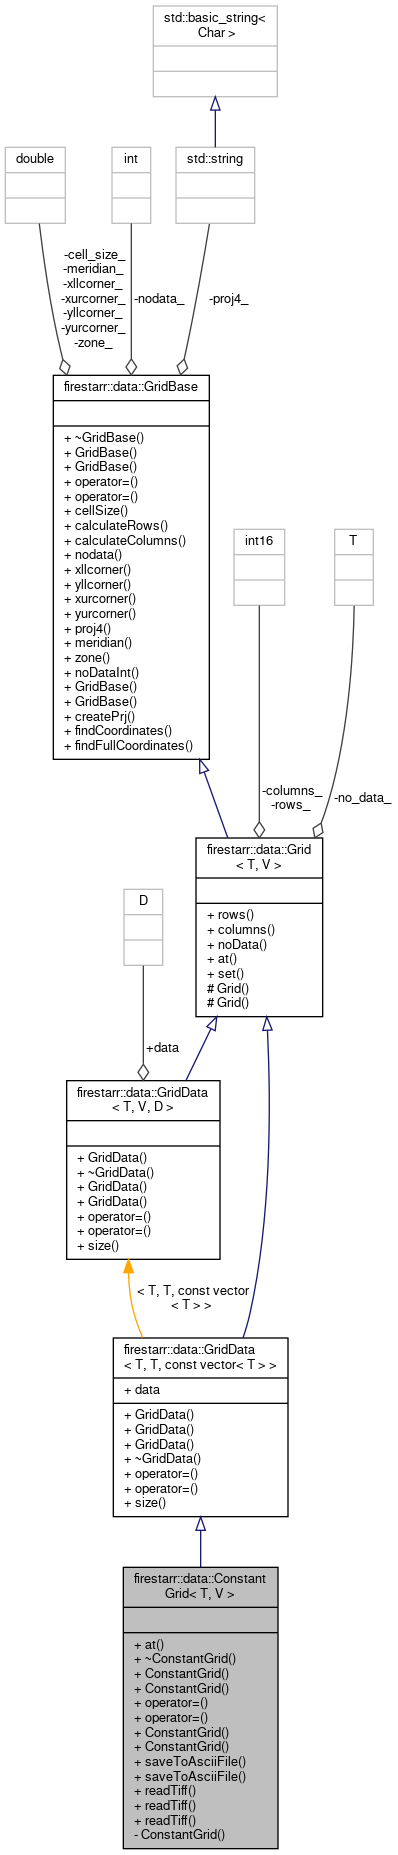 std::basic_string<
Char >
double
int
std::string
-cell_size_
-meridian_
-xllcorner_
-xurcorner_
-yllcorner_
-yurcorner_
-zone_
-nodata_
-proj4_
firestarr::data::GridBase
+ ~GridBase()
+ GridBase()
+ GridBase()
+ operator=()
+ operator=()
+ cellSize()
+ calculateRows()
+ calculateColumns()
+ nodata()
+ xllcorner()
+ yllcorner()
+ xurcorner()
+ yurcorner()
+ proj4()
+ meridian()
+ zone()
+ noDataInt()
+ GridBase()
+ GridBase()
+ createPrj()
+ findCoordinates()
+ findFullCoordinates()
int16
T
-columns_
-rows_
-no_data_
firestarr::data::Grid
< T, V >
+ rows()
+ columns()
+ noData()
+ at()
+ set()
# Grid()
# Grid()
D
+data
firestarr::data::GridData
< T, V, D >
+ GridData()
+ ~GridData()
+ GridData()
+ GridData()
+ operator=()
+ operator=()
+ size()
< T, T, const vector
< T > >
firestarr::data::GridData
< T, T, const vector< T > >
+ data
+ GridData()
+ GridData()
+ GridData()
+ ~GridData()
+ operator=()
+ operator=()
+ size()
firestarr::data::Constant
Grid< T, V >
+ at()
+ ~ConstantGrid()
+ ConstantGrid()
+ ConstantGrid()
+ operator=()
+ operator=()
+ ConstantGrid()
+ ConstantGrid()
+ saveToAsciiFile()
+ saveToAsciiFile()
+ readTiff()
+ readTiff()
+ readTiff()
- ConstantGrid()